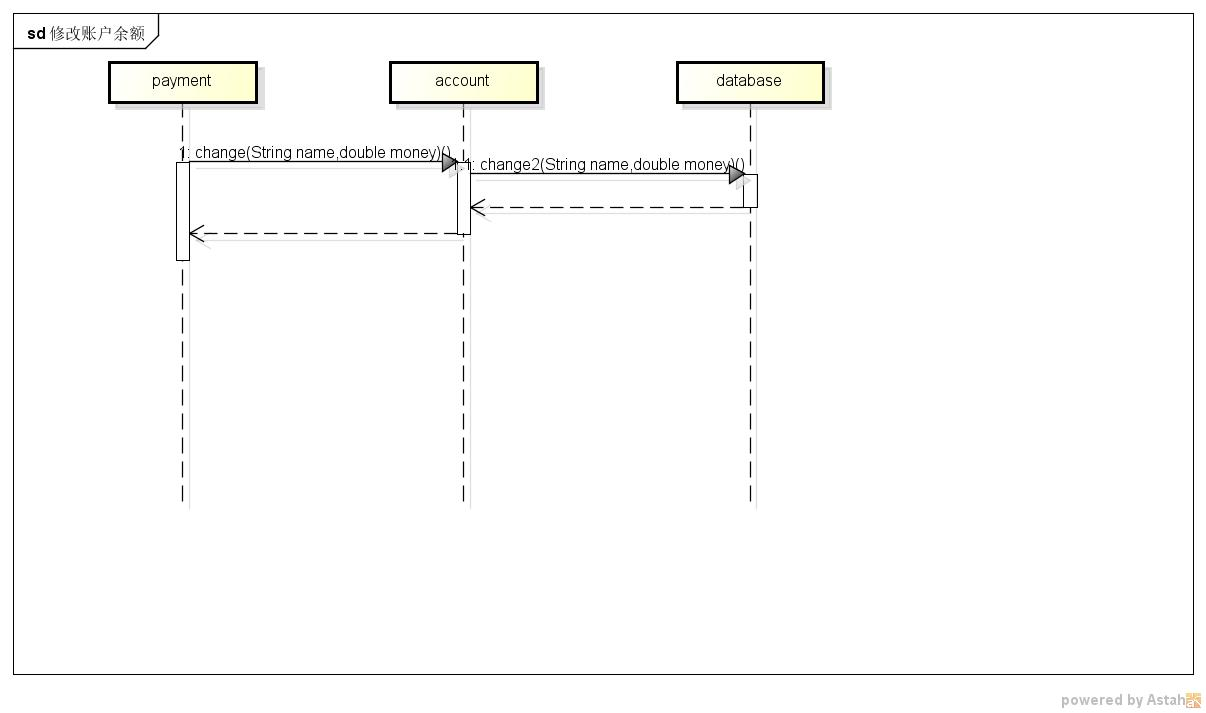 sd 修改账户余额
payment
account
database
1: change(String name,double money)()
1.1: change2(String name,double money)()
powered by Astah